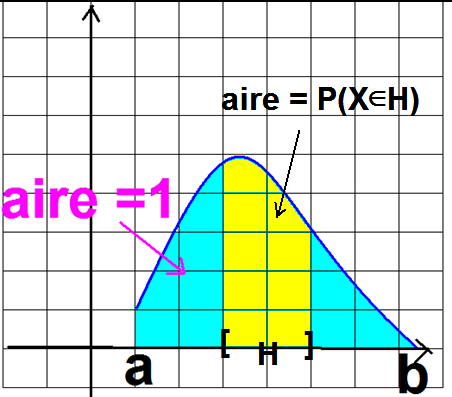 aire = P(X∈H)
aire =1
[ H ]
a
b